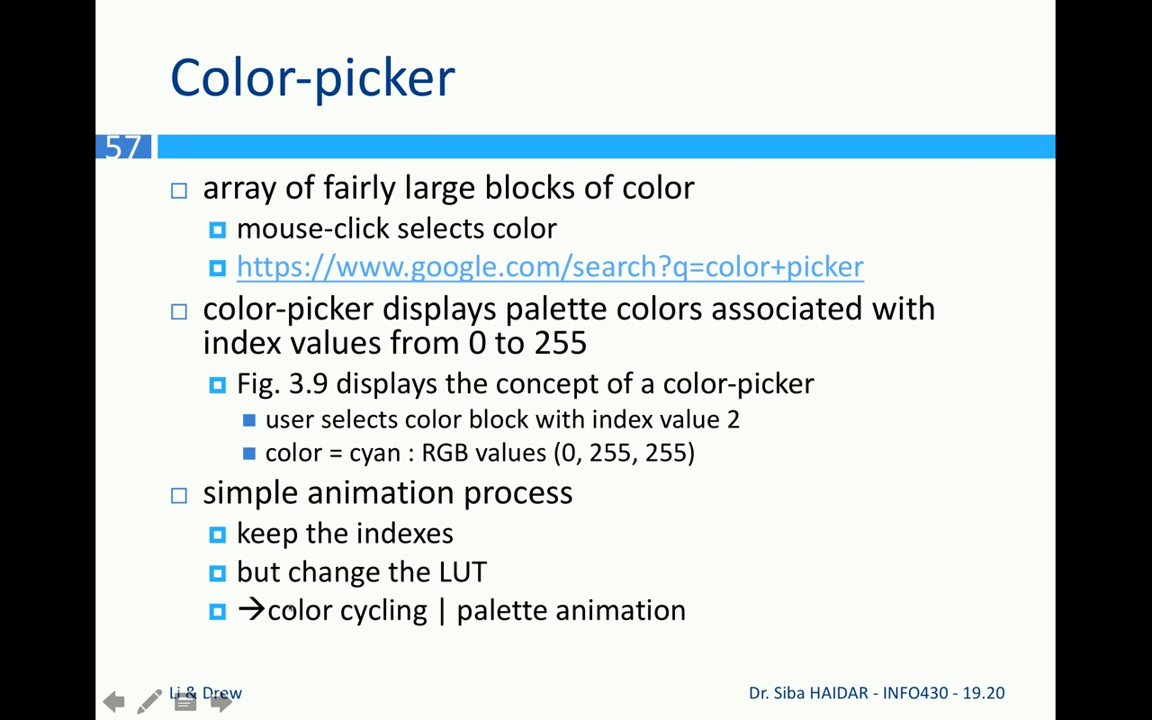 Color-picker
57
array of fairly large blocks of color
mouse-click selects color
https://www.google.com/search?q=color+picker
color-picker displays palette colors associated with
index values from 0 to 255
Fig. 3.9 displays the concept of a color-picker
user selects color block with index value 2
color = cyan : RGB values (0, 255, 255)
simple animation process
keep the indexes
but change the LUT
→color cycling | palette animation
Li & Drew
Dr. Siba HAIDAR - INFO430 - 19.20